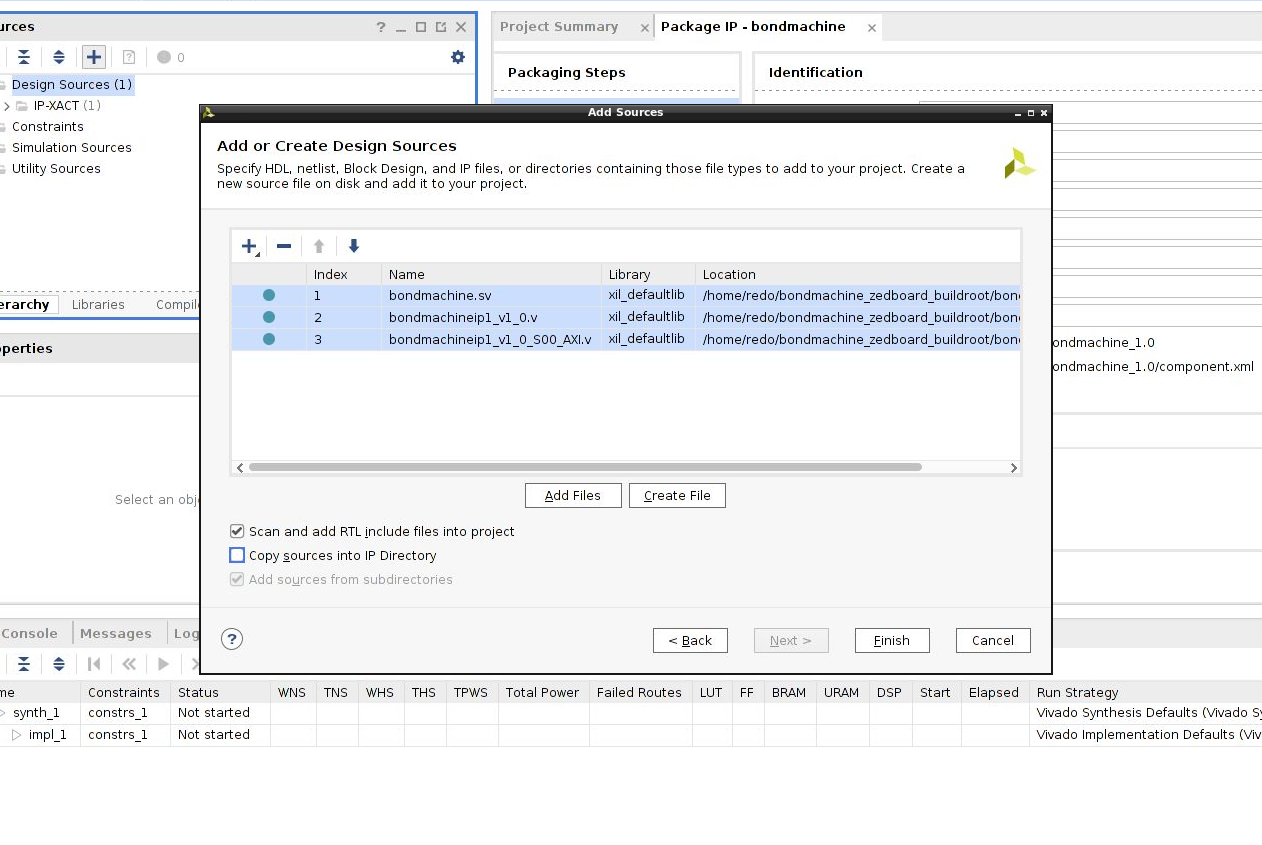 urces
? 0
Design Sources (1)
IP-XACT (1)
Constraints
Simulation Sources
Utility Sources
erarchy Libraries Compile
operties
Select an obj
Project Summary Package IP - bondmachine
Packaging Steps
Identification
ondmachine_1.0
ondmachine_1.0/component.xml
Add Sources
Add or Create Design Sources
Specify HDL, netlist, Block Design, and IP files, or directories containing those file types to add to your project. Create a
new source file on disk and add it to your project.
Index Name Library Location
1 bondmachine.sv xil_defaultlib /home/redo/bondmachine_zedboard_buildroot/bon
2 bondmachineip1_v1_0.v xil_defaultlib /home/redo/bondmachine_zedboard_buildroot/bon
3 bondmachineip1_v1_0_S00_AXI.v xil_defaultlib /home/redo/bondmachine_zedboard_buildroot/bon
Add Files Create File
Scan and add RTL include files into project
Copy sources into IP Directory
Add sources from subdirectories
? < Back Next > Finish Cancel
Console Messages Log
me Constraints Status WNS TNS WHS THS TPWS Total Power Failed Routes LUT FF BRAM URAM DSP Start Elapsed Run Strategy
synth_1 constrs_1 Not started Vivado Synthesis Defaults (Vivado Sy
impl_1 constrs_1 Not started Vivado Implementation Defaults (Viv